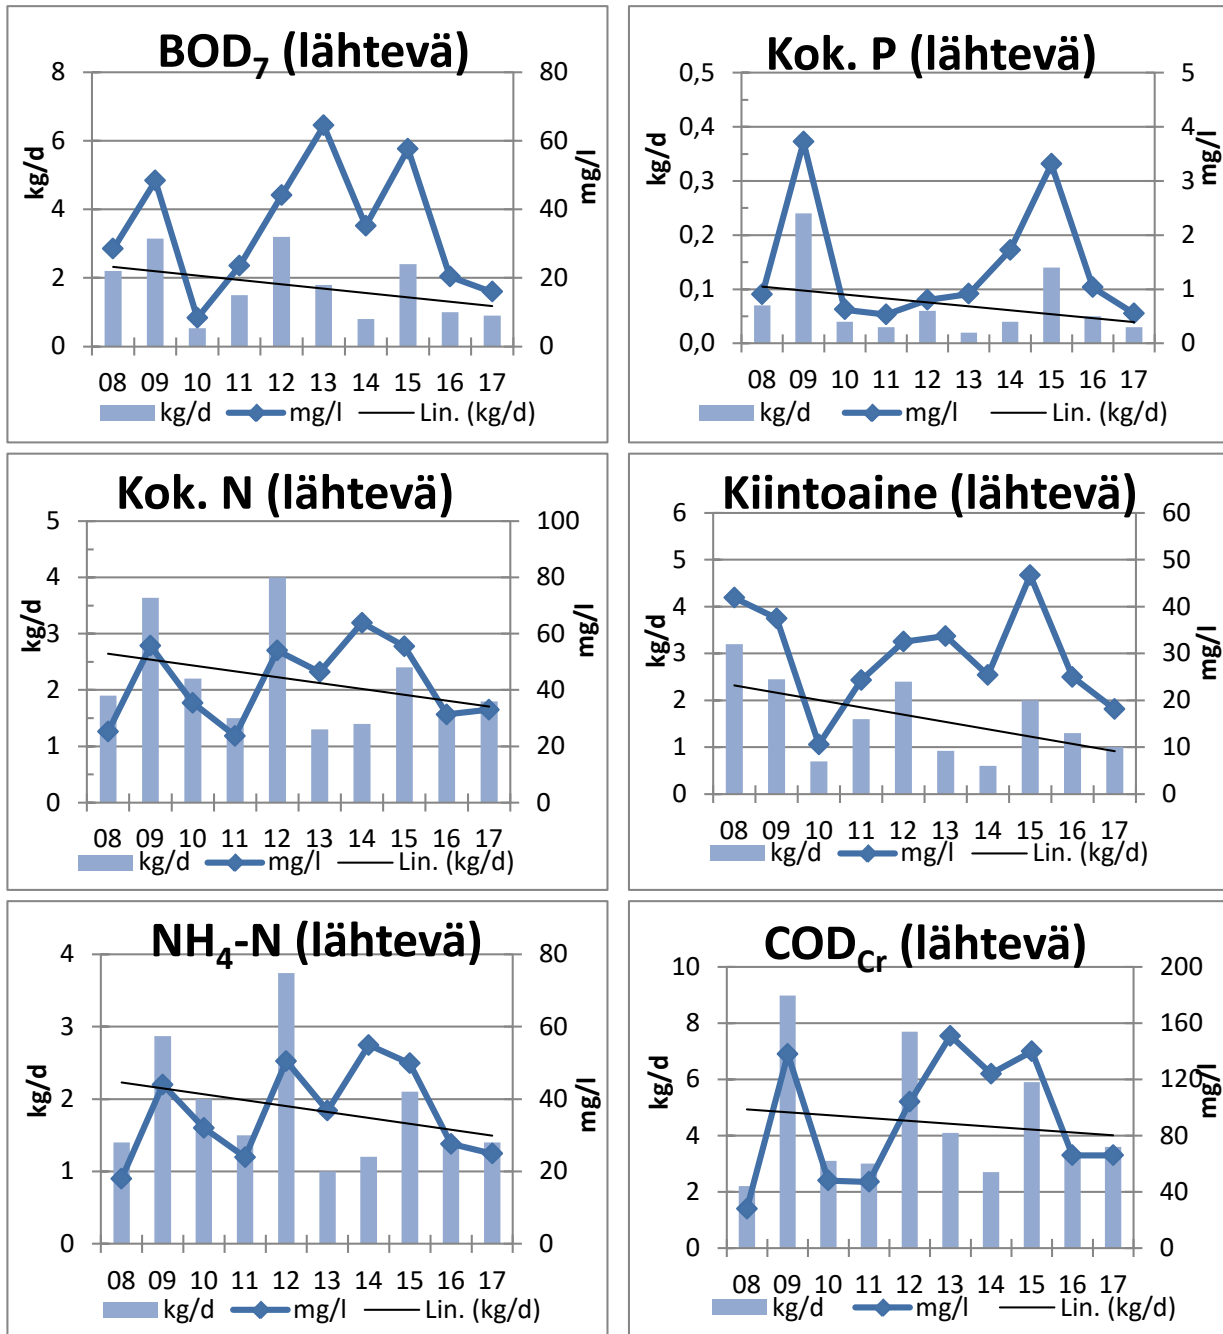 BOD₇ (lähtevä)
kg/d
mg/l
8 6 4 2 0
80 60 40 20 0
08 09 10 11 12 13 14 15 16 17
kg/d mg/l Lin. (kg/d)
Kok. P (lähtevä)
kg/d
mg/l
0,5 0,4 0,3 0,2 0,1 0,0
5 4 3 2 1 0
08 09 10 11 12 13 14 15 16 17
kg/d mg/l Lin. (kg/d)
Kok. N (lähtevä)
kg/d
mg/l
5 4 3 2 1 0
100 80 60 40 20 0
08 09 10 11 12 13 14 15 16 17
kg/d mg/l Lin. (kg/d)
Kiintoaine (lähtevä)
kg/d
mg/l
6 5 4 3 2 1 0
60 50 40 30 20 10 0
08 09 10 11 12 13 14 15 16 17
kg/d mg/l Lin. (kg/d)
NH₄-N (lähtevä)
kg/d
mg/l
4 3 2 1 0
80 60 40 20 0
08 09 10 11 12 13 14 15 16 17
kg/d mg/l Lin. (kg/d)
COD_Cr (lähtevä)
kg/d
mg/l
10 8 6 4 2 0
200 160 120 80 40 0
08 09 10 11 12 13 14 15 16 17
kg/d mg/l Lin. (kg/d)